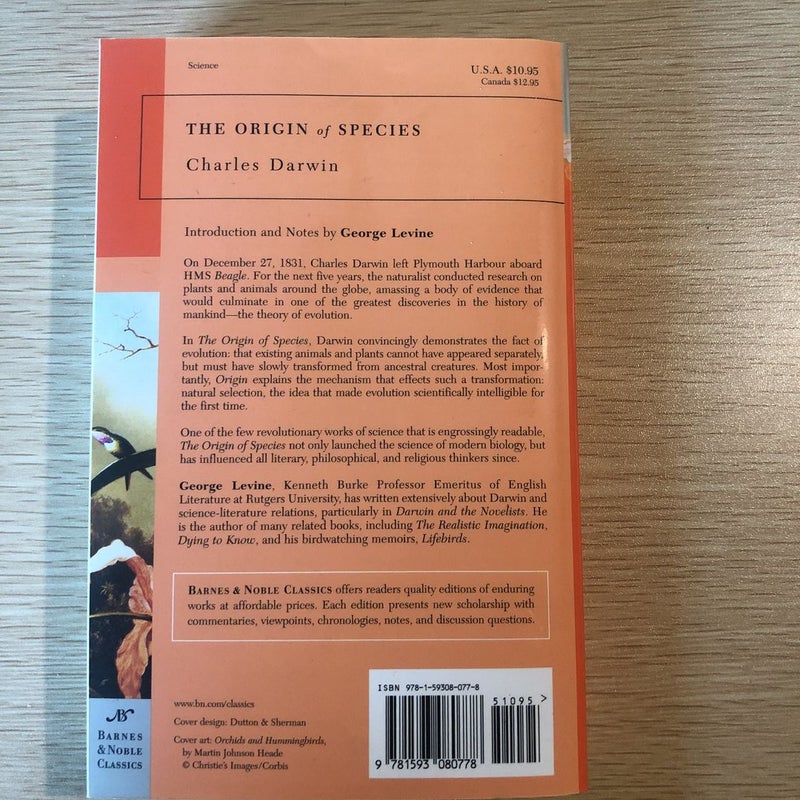 Science
U.S.A. $10.95
Canada $12.95
THE ORIGIN of SPECIES
Charles Darwin
Introduction and Notes by George Levine
On December 27, 1831, Charles Darwin left Plymouth Harbour aboard
HMS Beagle. For the next five years, the naturalist conducted research on
plants and animals around the globe, amassing a body of evidence that
would culminate in one of the greatest discoveries in the history of
mankind—the theory of evolution.
In The Origin of Species, Darwin convincingly demonstrates the fact of
evolution: that existing animals and plants cannot have appeared separately,
but must have slowly transformed from ancestral creatures. Most impor-
tantly, Origin explains the mechanism that effects such a transformation:
natural selection, the idea that made evolution scientifically intelligible for
the first time.
One of the few revolutionary works of science that is engrossingly readable,
The Origin of Species not only launched the science of modern biology, but
has influenced all literary, philosophical, and religious thinkers since.
George Levine, Kenneth Burke Professor Emeritus of English
Literature at Rutgers University, has written extensively about Darwin and
science-literature relations, particularly in Darwin and the Novelists. He
is the author of many related books, including The Realistic Imagination,
Dying to Know, and his birdwatching memoirs, Lifebirds.
BARNES & NOBLE CLASSICS offers readers quality editions of enduring
works at affordable prices. Each edition presents new scholarship with
commentaries, viewpoints, chronologies, notes, and discussion questions.
www.bn.com/classics
Cover design: Dutton & Sherman
Cover art: Orchids and Hummingbirds,
by Martin Johnson Heade
© Christie's Images/Corbis
BN
BARNES
& NOBLE
CLASSICS
ISBN 978-1-59308-077-8
51095 >
9 781593 080778